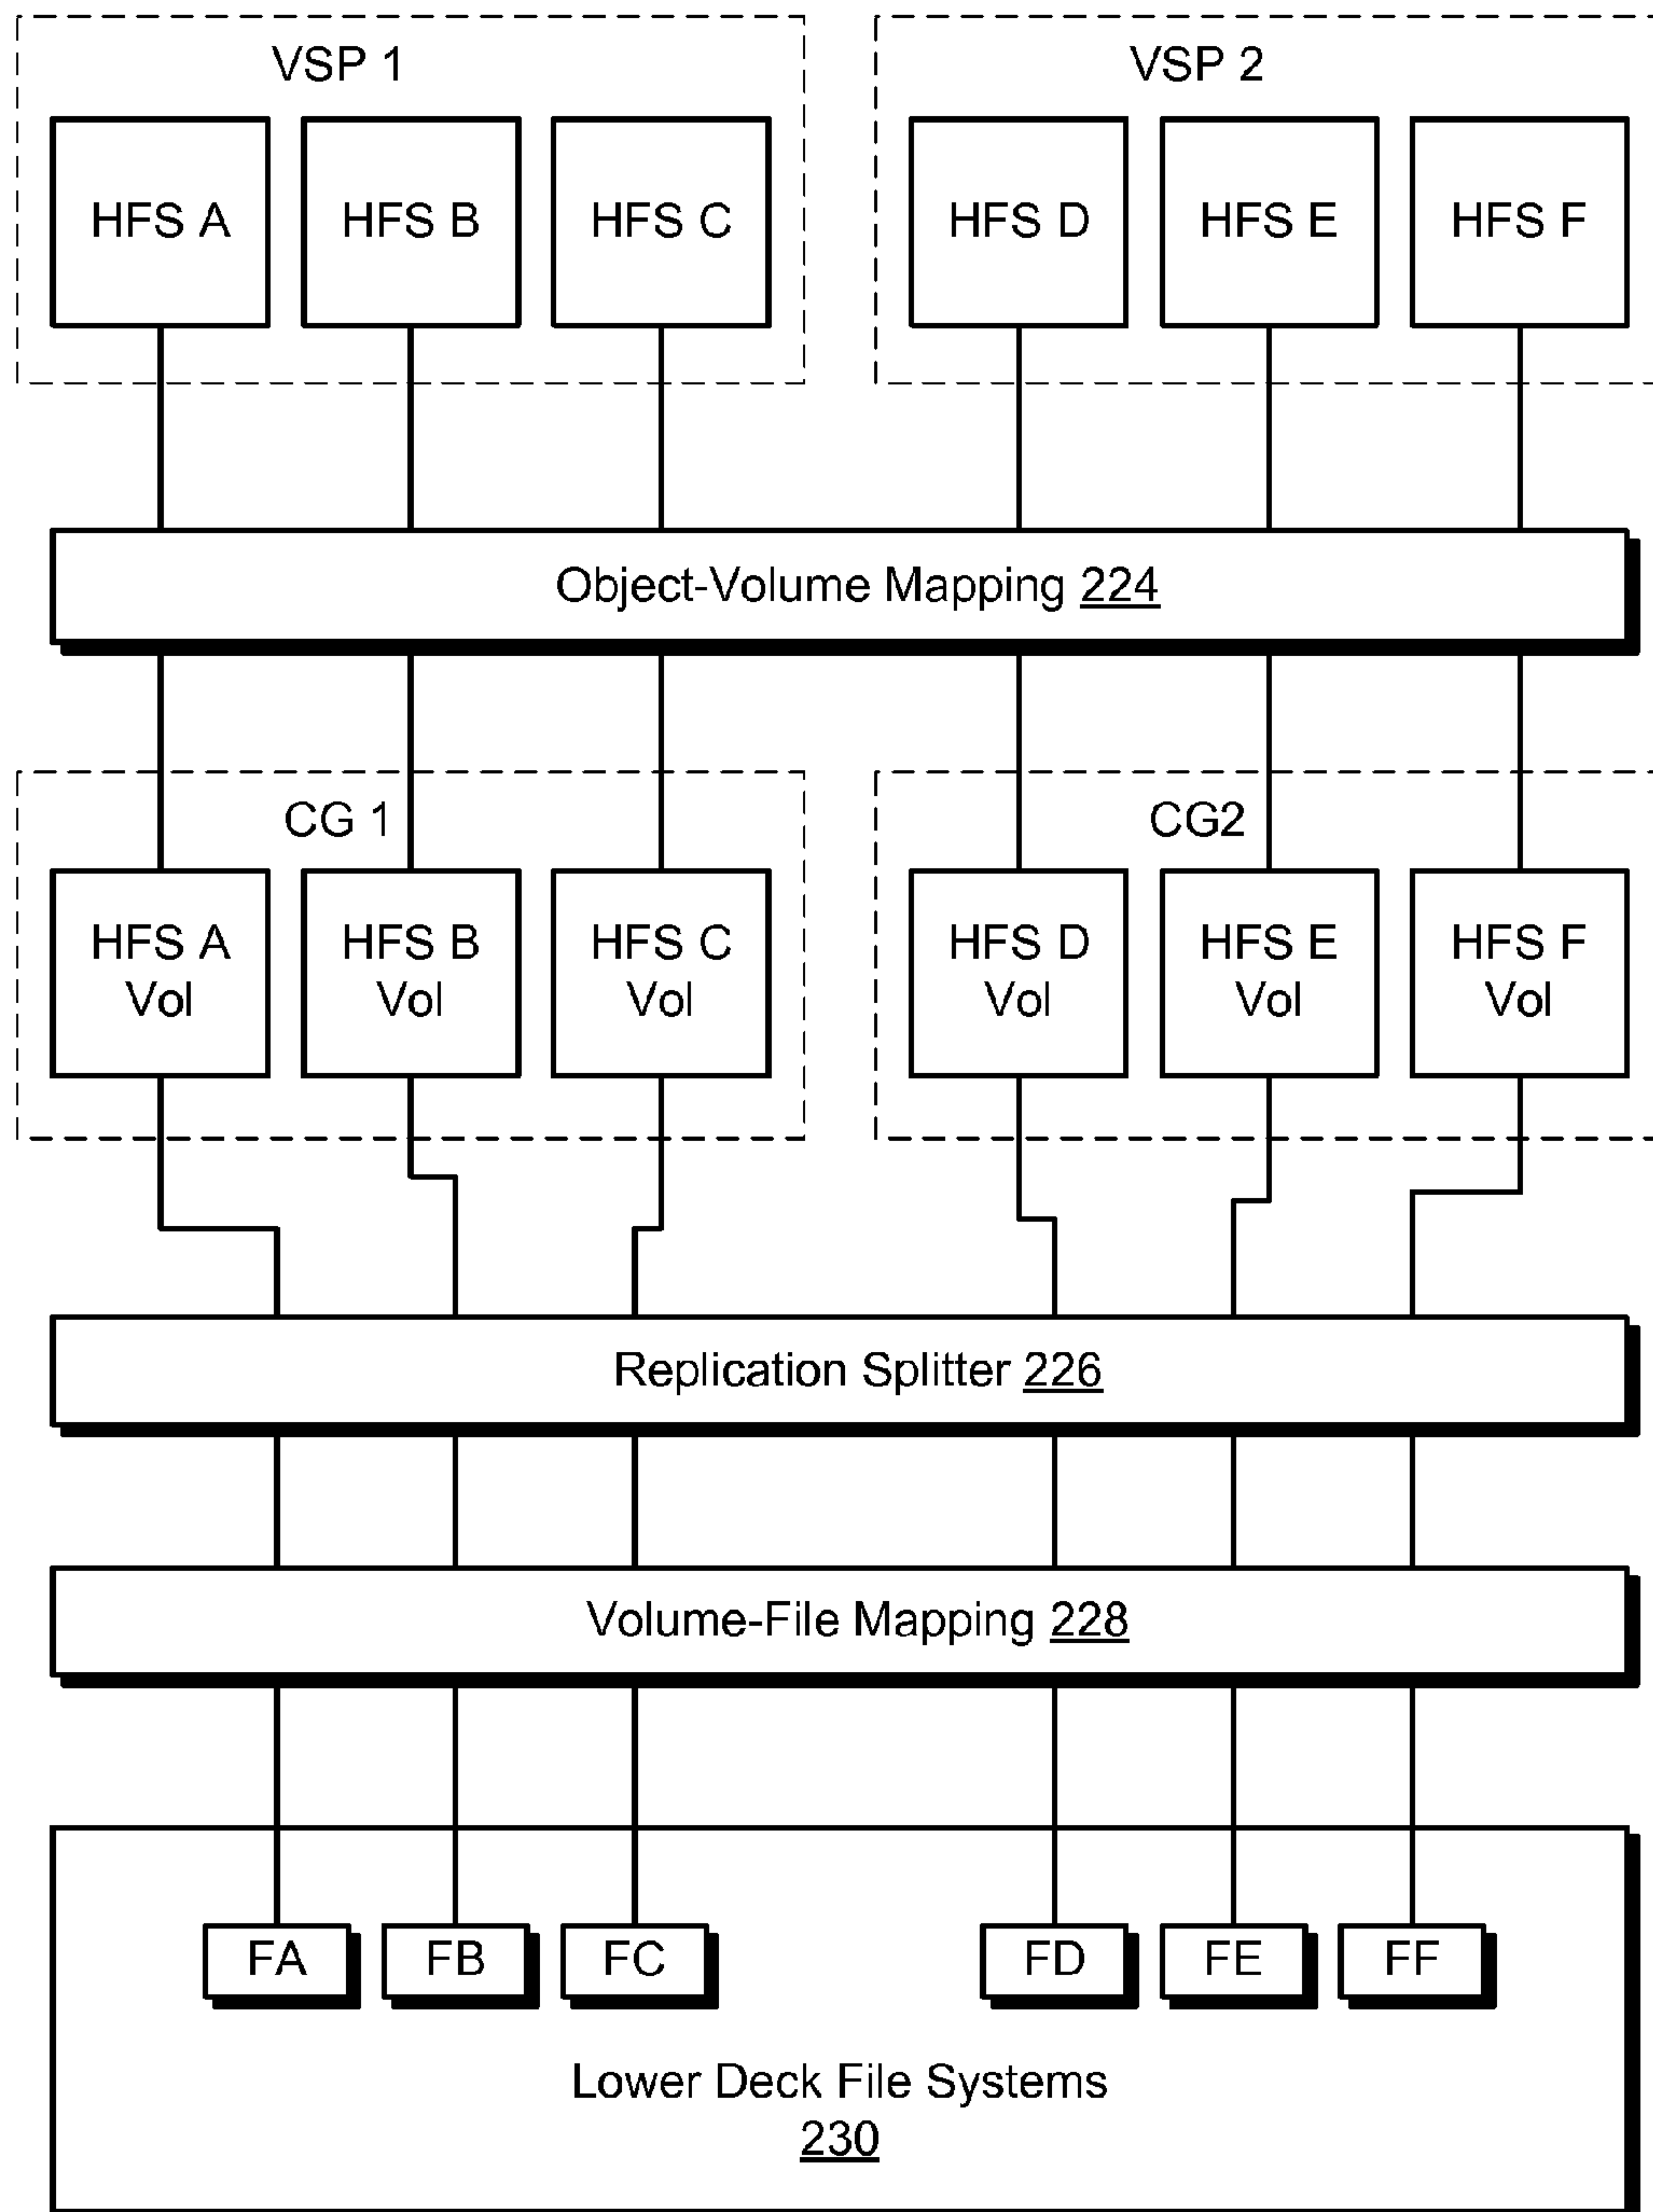 VSP 1
VSP 2
HFS A
HFS B
HFS C
HFS D
HFS E
HFS F
Object-Volume Mapping 224
CG 1
CG2
HFS A
Vol
HFS B
Vol
HFS C
Vol
HFS D
Vol
HFS E
Vol
HFS F
Vol
Replication Splitter 226
Volume-File Mapping 228
FA
FB
FC
FD
FE
FF
Lower Deck File Systems
230